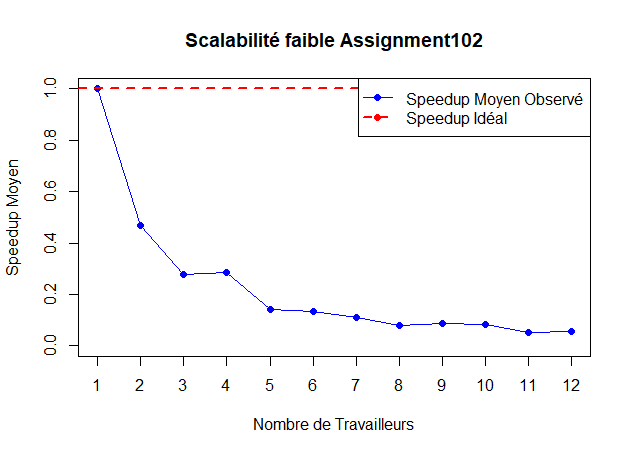 Scalabilité faible Assignment102
Speedup Moyen Observé
Speedup Idéal
Speedup Moyen
1.0
0.8
0.6
0.4
0.2
0.0
1 2 3 4 5 6 7 8 9 10 11 12
Nombre de Travailleurs